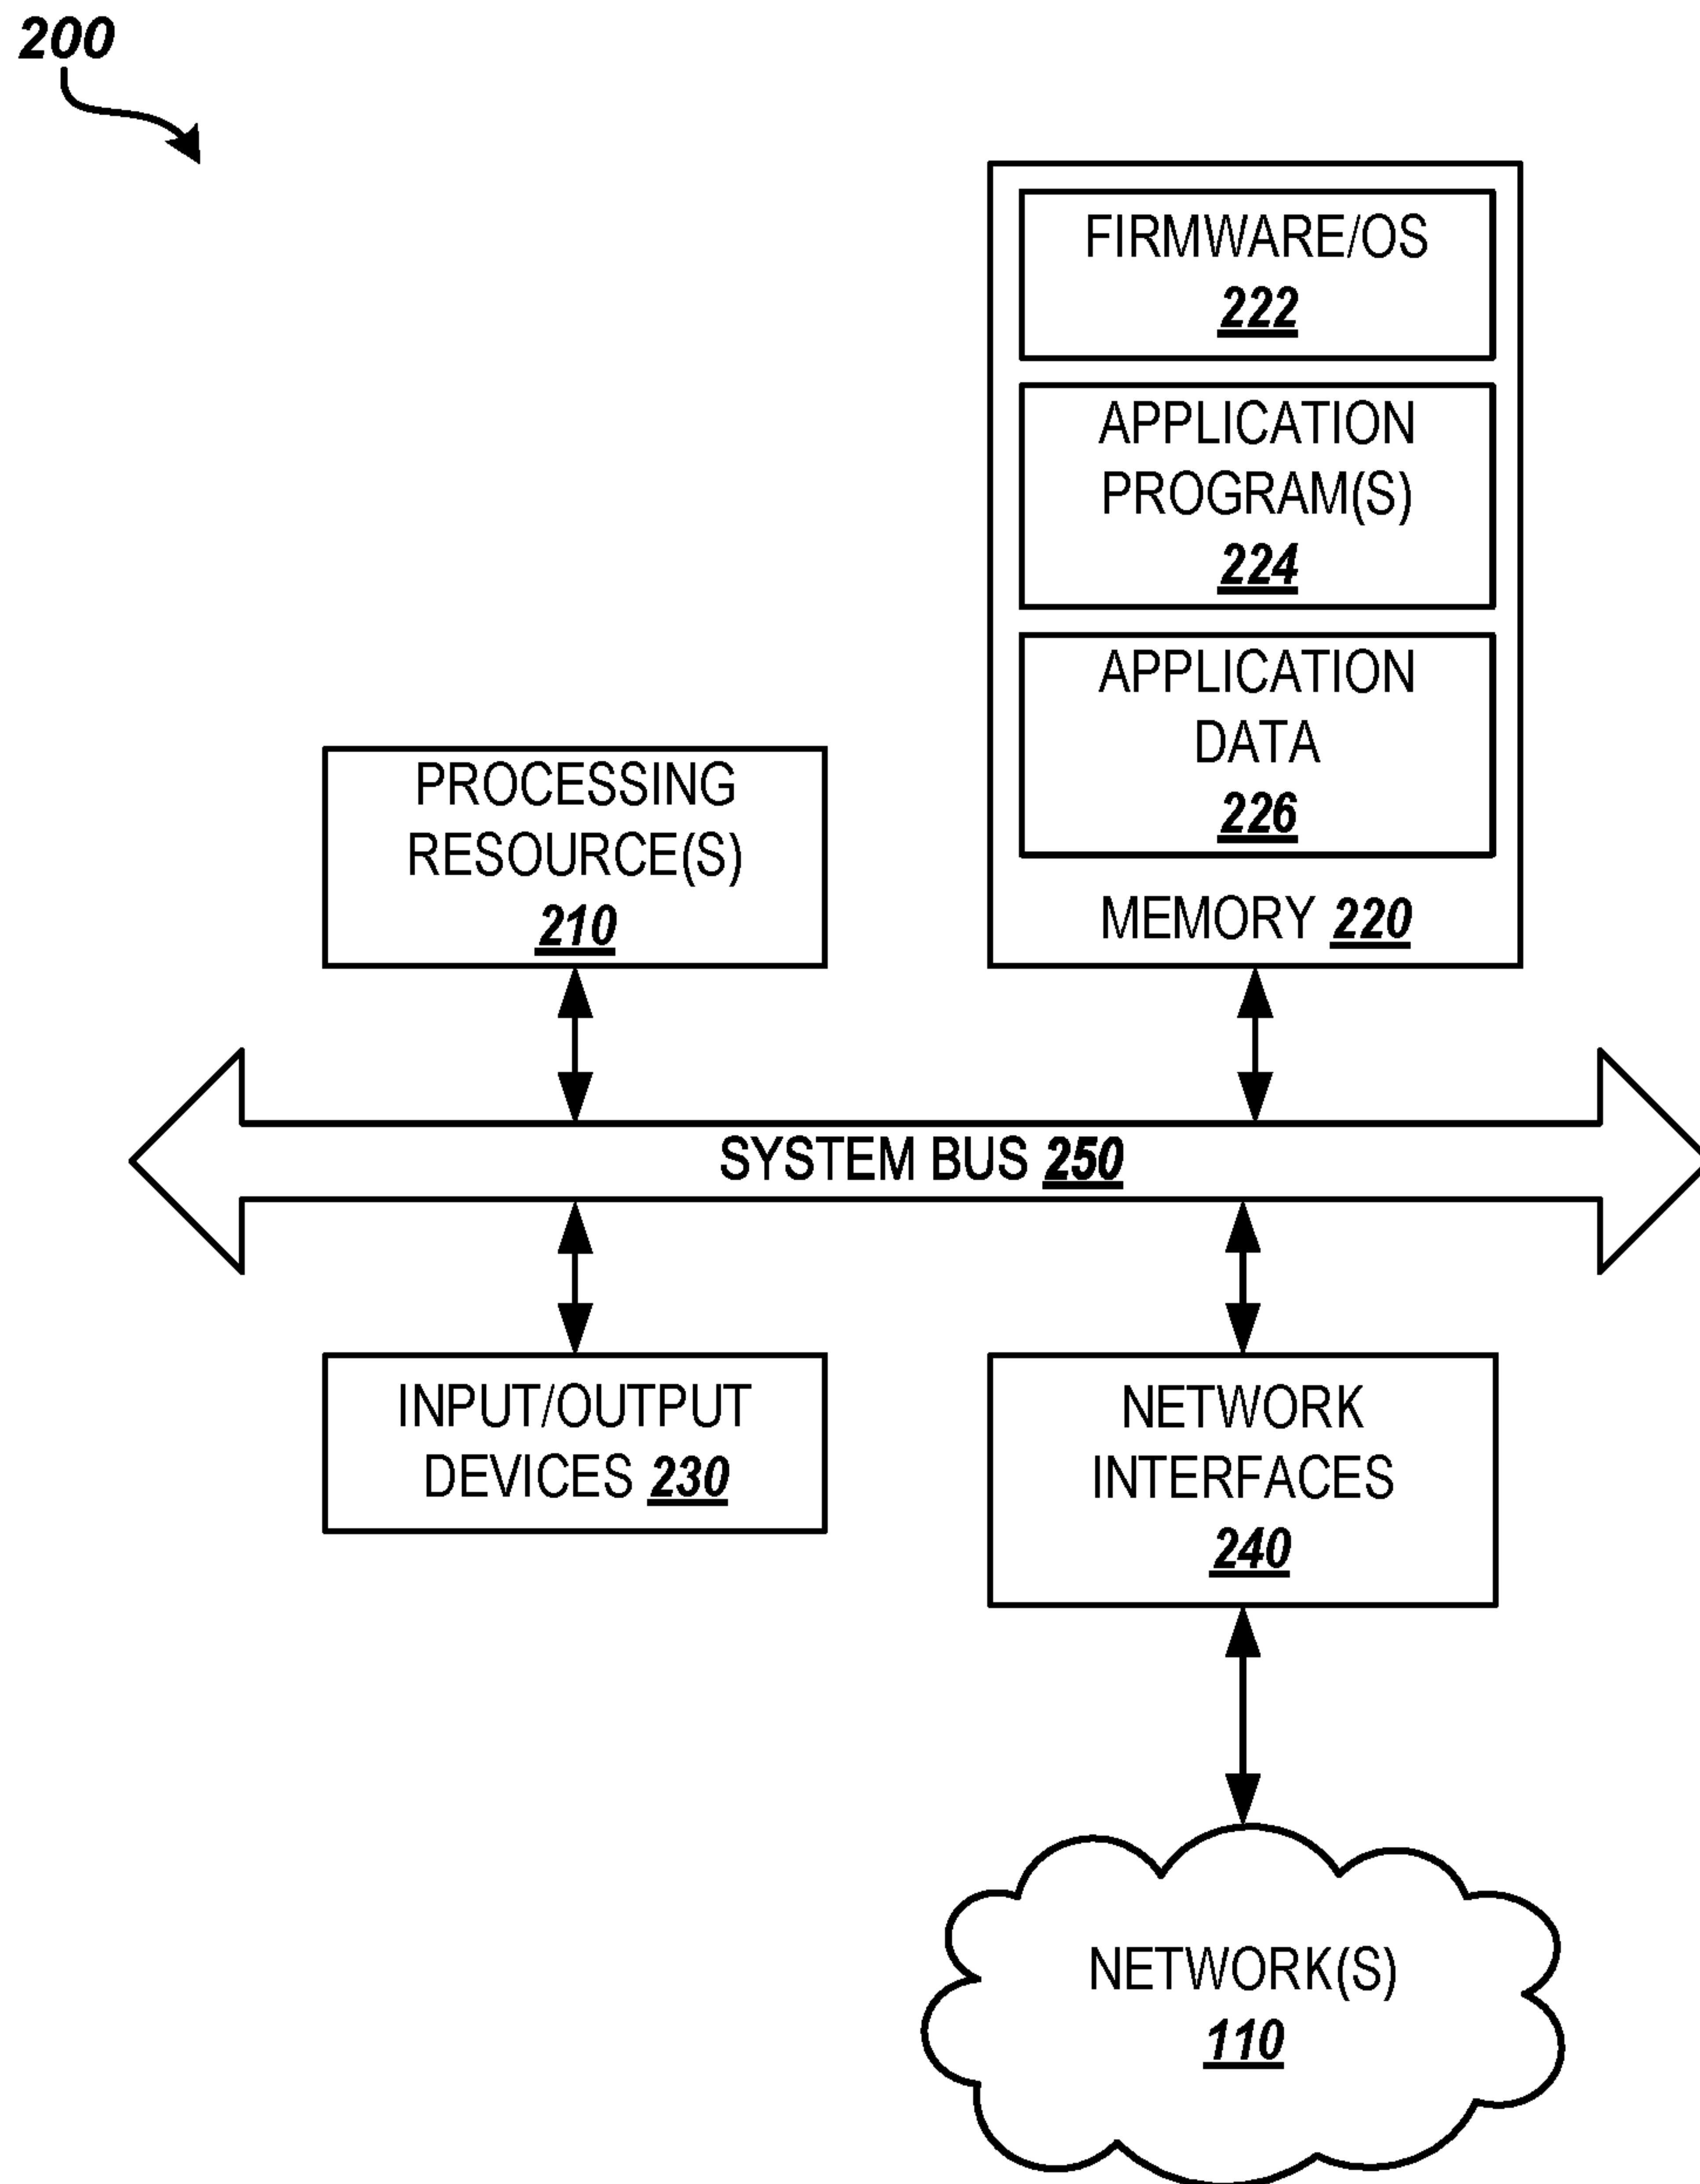 200
FIRMWARE/OS
222
APPLICATION
PROGRAM(S)
224
APPLICATION
DATA
226
MEMORY 220
PROCESSING
RESOURCE(S)
210
SYSTEM BUS 250
INPUT/OUTPUT
DEVICES 230
NETWORK
INTERFACES
240
NETWORK(S)
110